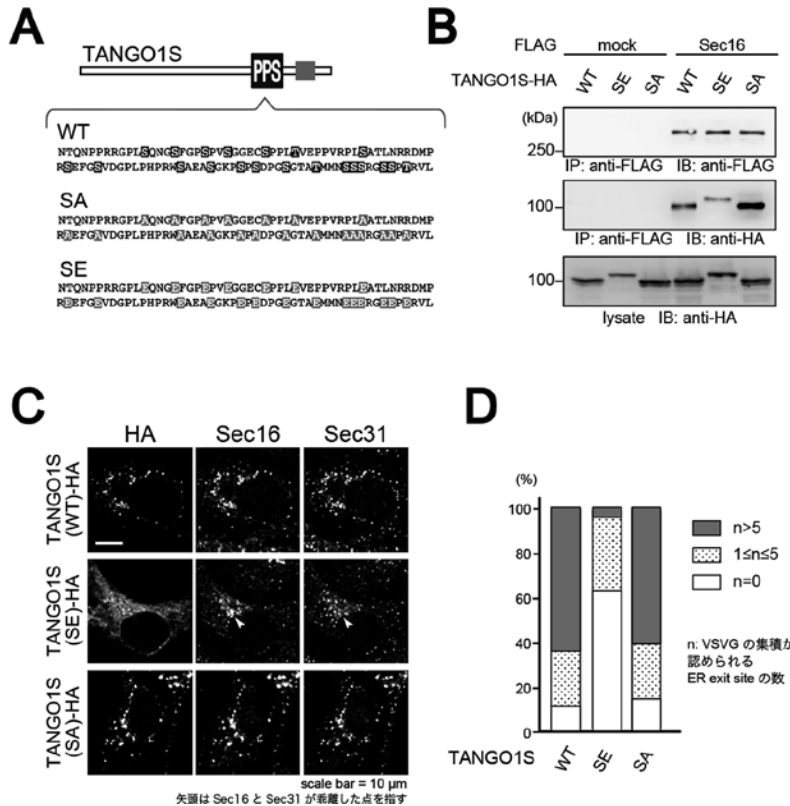 A
TANGO1S
PPS
WT
NTQNPPRRGPLSQNGSFGPSPVSGGECSPPLTVEPPVRPLSATLNRRDMP
RSEFGSVDGPLPHPRWSAEASGKPSPSDPGSGTATMMNSSSRGSSPTRVL
SA
NTQNPPRRGPLAQNGAFGPAPVAGGECAPPLAVEPPVRPLAATLNRRDMP
RAEFGAVDGPLPHPRWAAEAAGKPAPADPGAGTAAMMNAAARGAAPARVL
SE
NTQNPPRRGPLEQNGEFGPEPVEGGECEPPLEVEPPVRPLEATLNRRDMP
REEFGEVDGPLPHPRWEAEAEGKPEPEDPGEGTAEMMNEEERGEEPERVL
B
FLAG mock Sec16
TANGO1S-HA WT SE SA WT SE SA
(kDa)
250
IP: anti-FLAG IB: anti-FLAG
100
IP: anti-FLAG IB: anti-HA
100
lysate IB: anti-HA
C
HA Sec16 Sec31
TANGO1S
(WT)-HA
TANGO1S
(SE)-HA
TANGO1S
(SA)-HA
scale bar = 10 μm
矢頭は Sec16 と Sec31 が乖離した点を指す
D
(%)
100
80
60
40
20
0
TANGO1S WT SE SA
n>5
1≤n≤5
n=0
n: VSVG の集積が
認められる
ER exit site の数